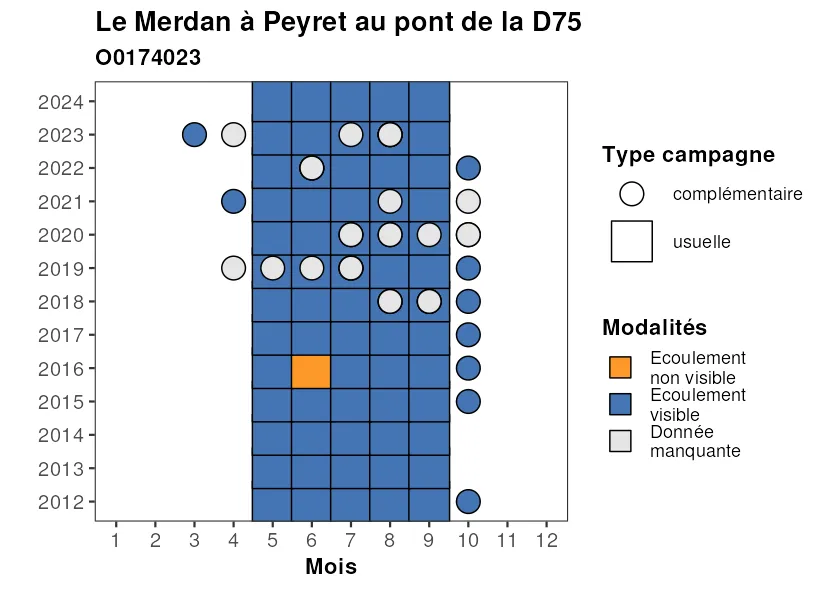 Le Merdan à Peyret au pont de la D75
O0174023
2024
2023
2022
2021
2020
2019
2018
2017
2016
2015
2014
2013
2012
1 2 3 4 5 6 7 8 9 10 11 12
Mois
Type campagne
complémentaire
usuelle
Modalités
Ecoulement
non visible
Ecoulement
visible
Donnée
manquante